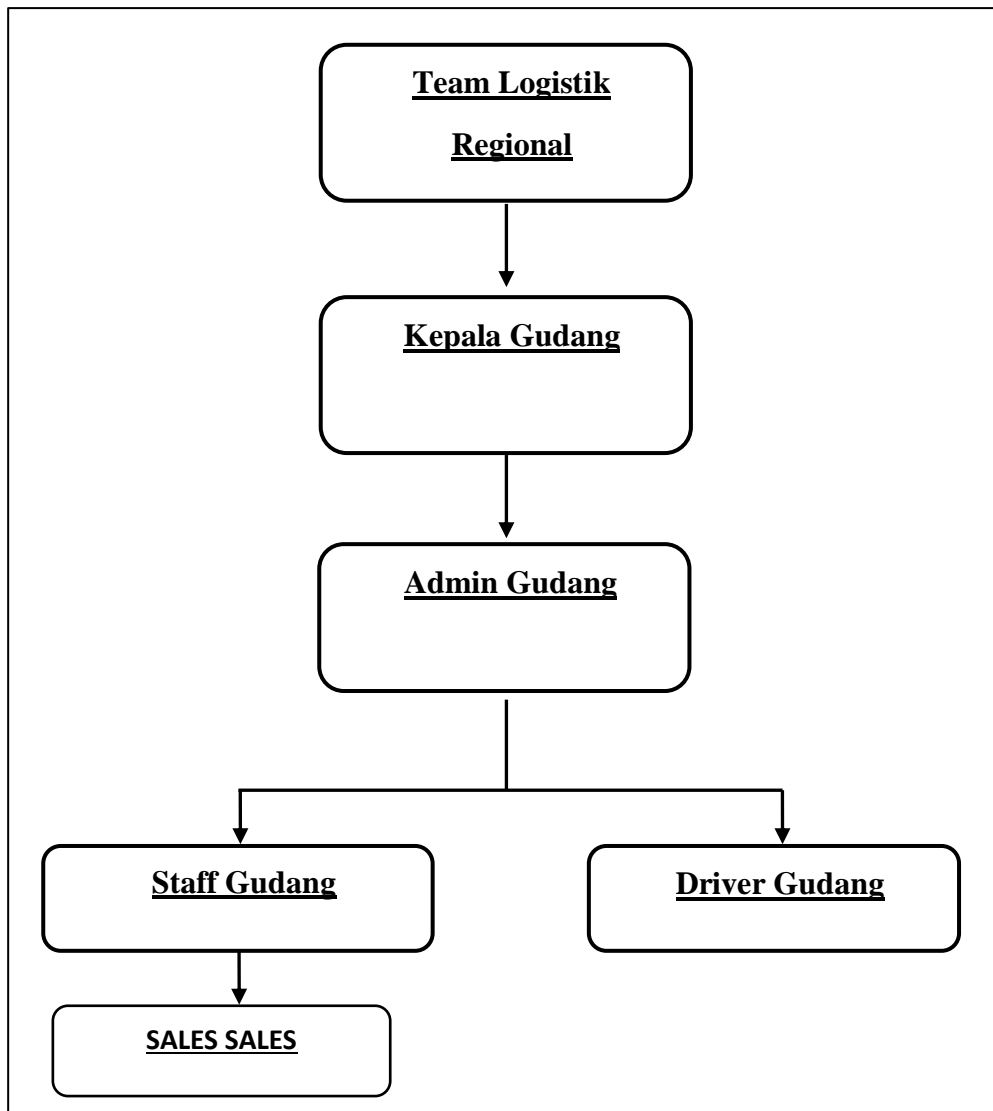 Team Logistik
Regional
Kepala Gudang
Admin Gudang
Staff Gudang
Driver Gudang
SALES SALES